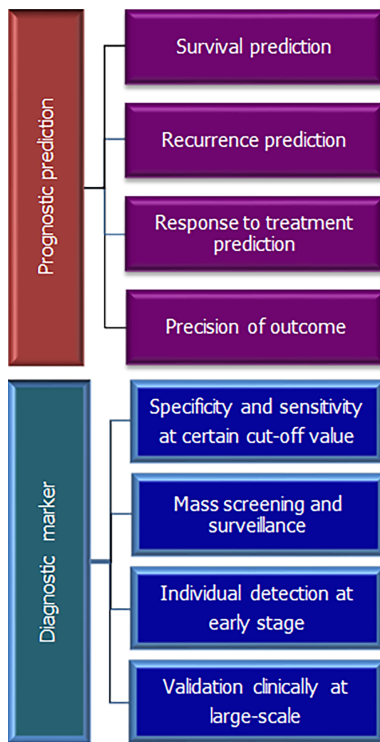 Prognostic prediction
Survival prediction
Recurrence prediction
Response to treatment
prediction
Precision of outcome
Diagnostic marker
Specificity and sensitivity
at certain cut-off value
Mass screening and
surveillance
Individual detection at
early stage
Validation clinically at
large-scale